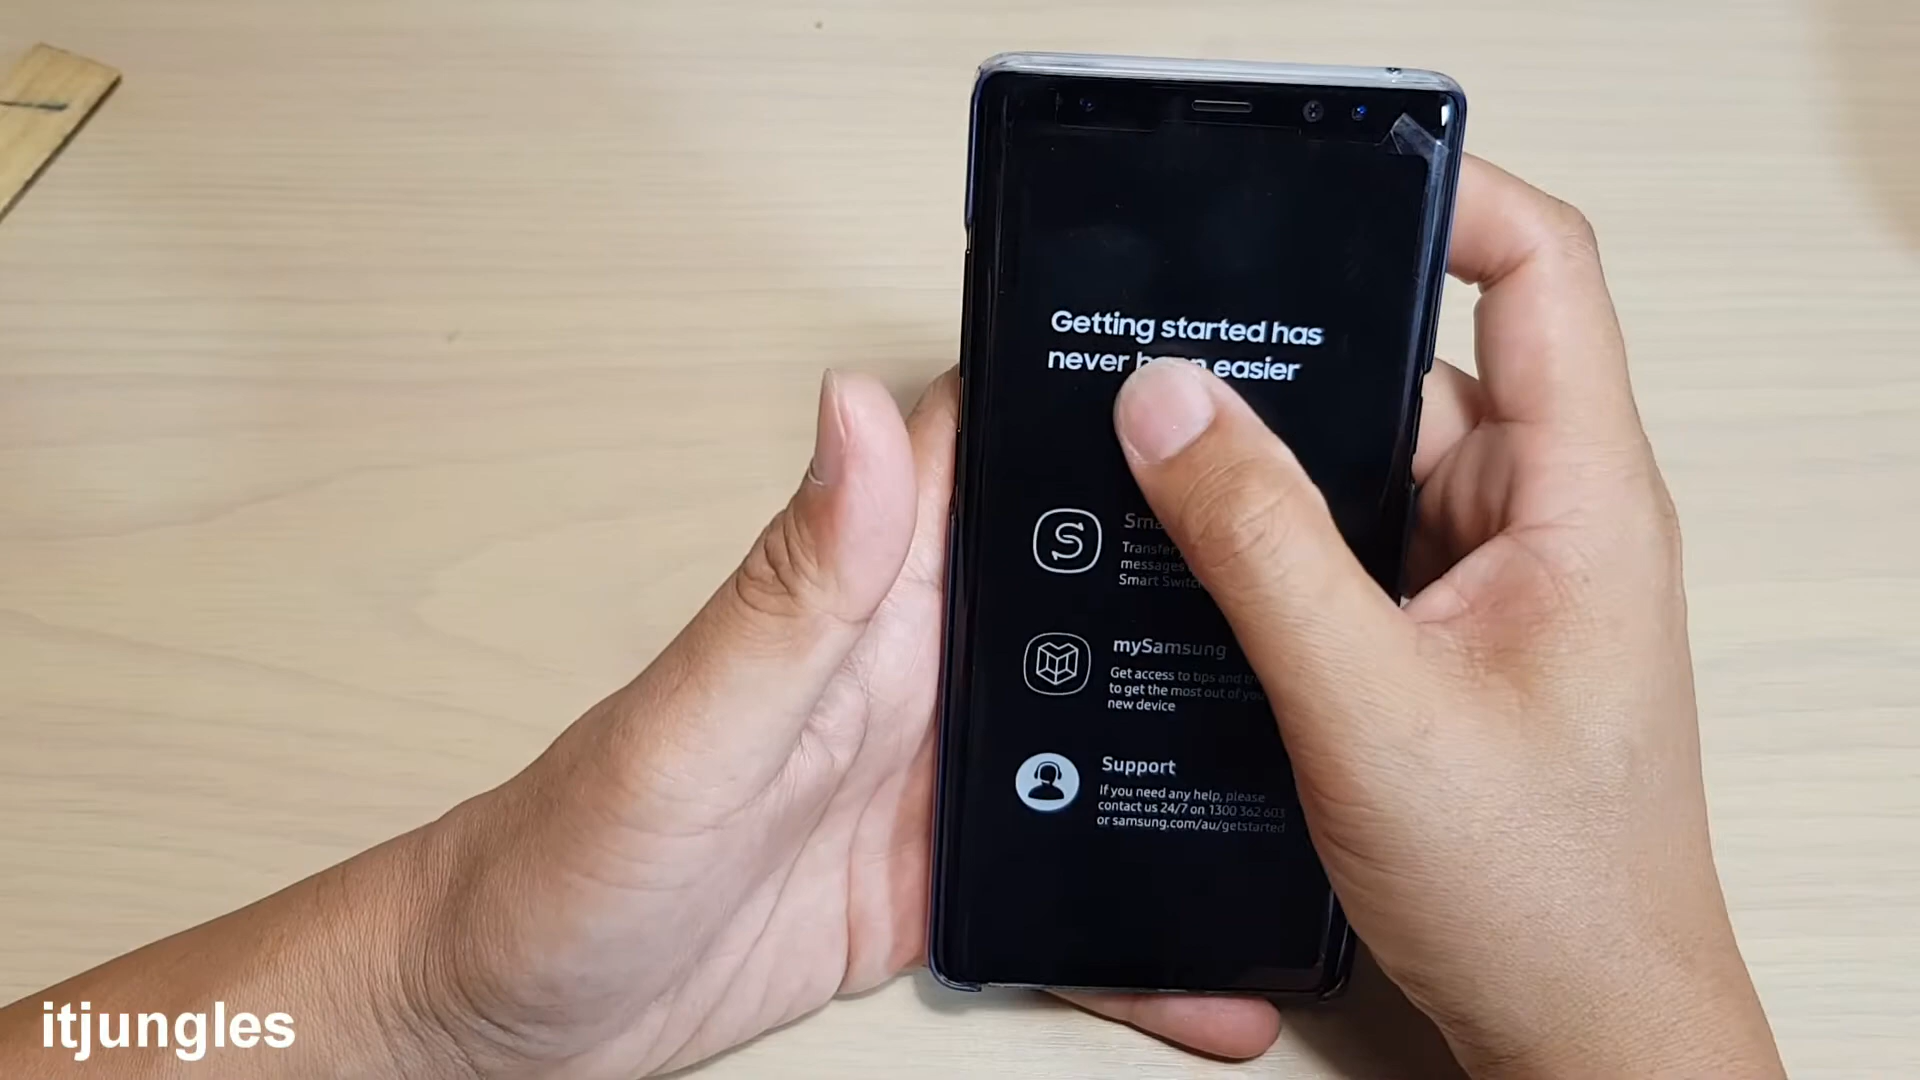 Getting started has
never easier
Transfer
messages
Smart Switch
mySamsung
Get access to tips and
to get the most out of you
new device
Support
If you need any help, please
contact us 24/7 on 1300 362 603
or samsung.com/au/getstarted
itjungles